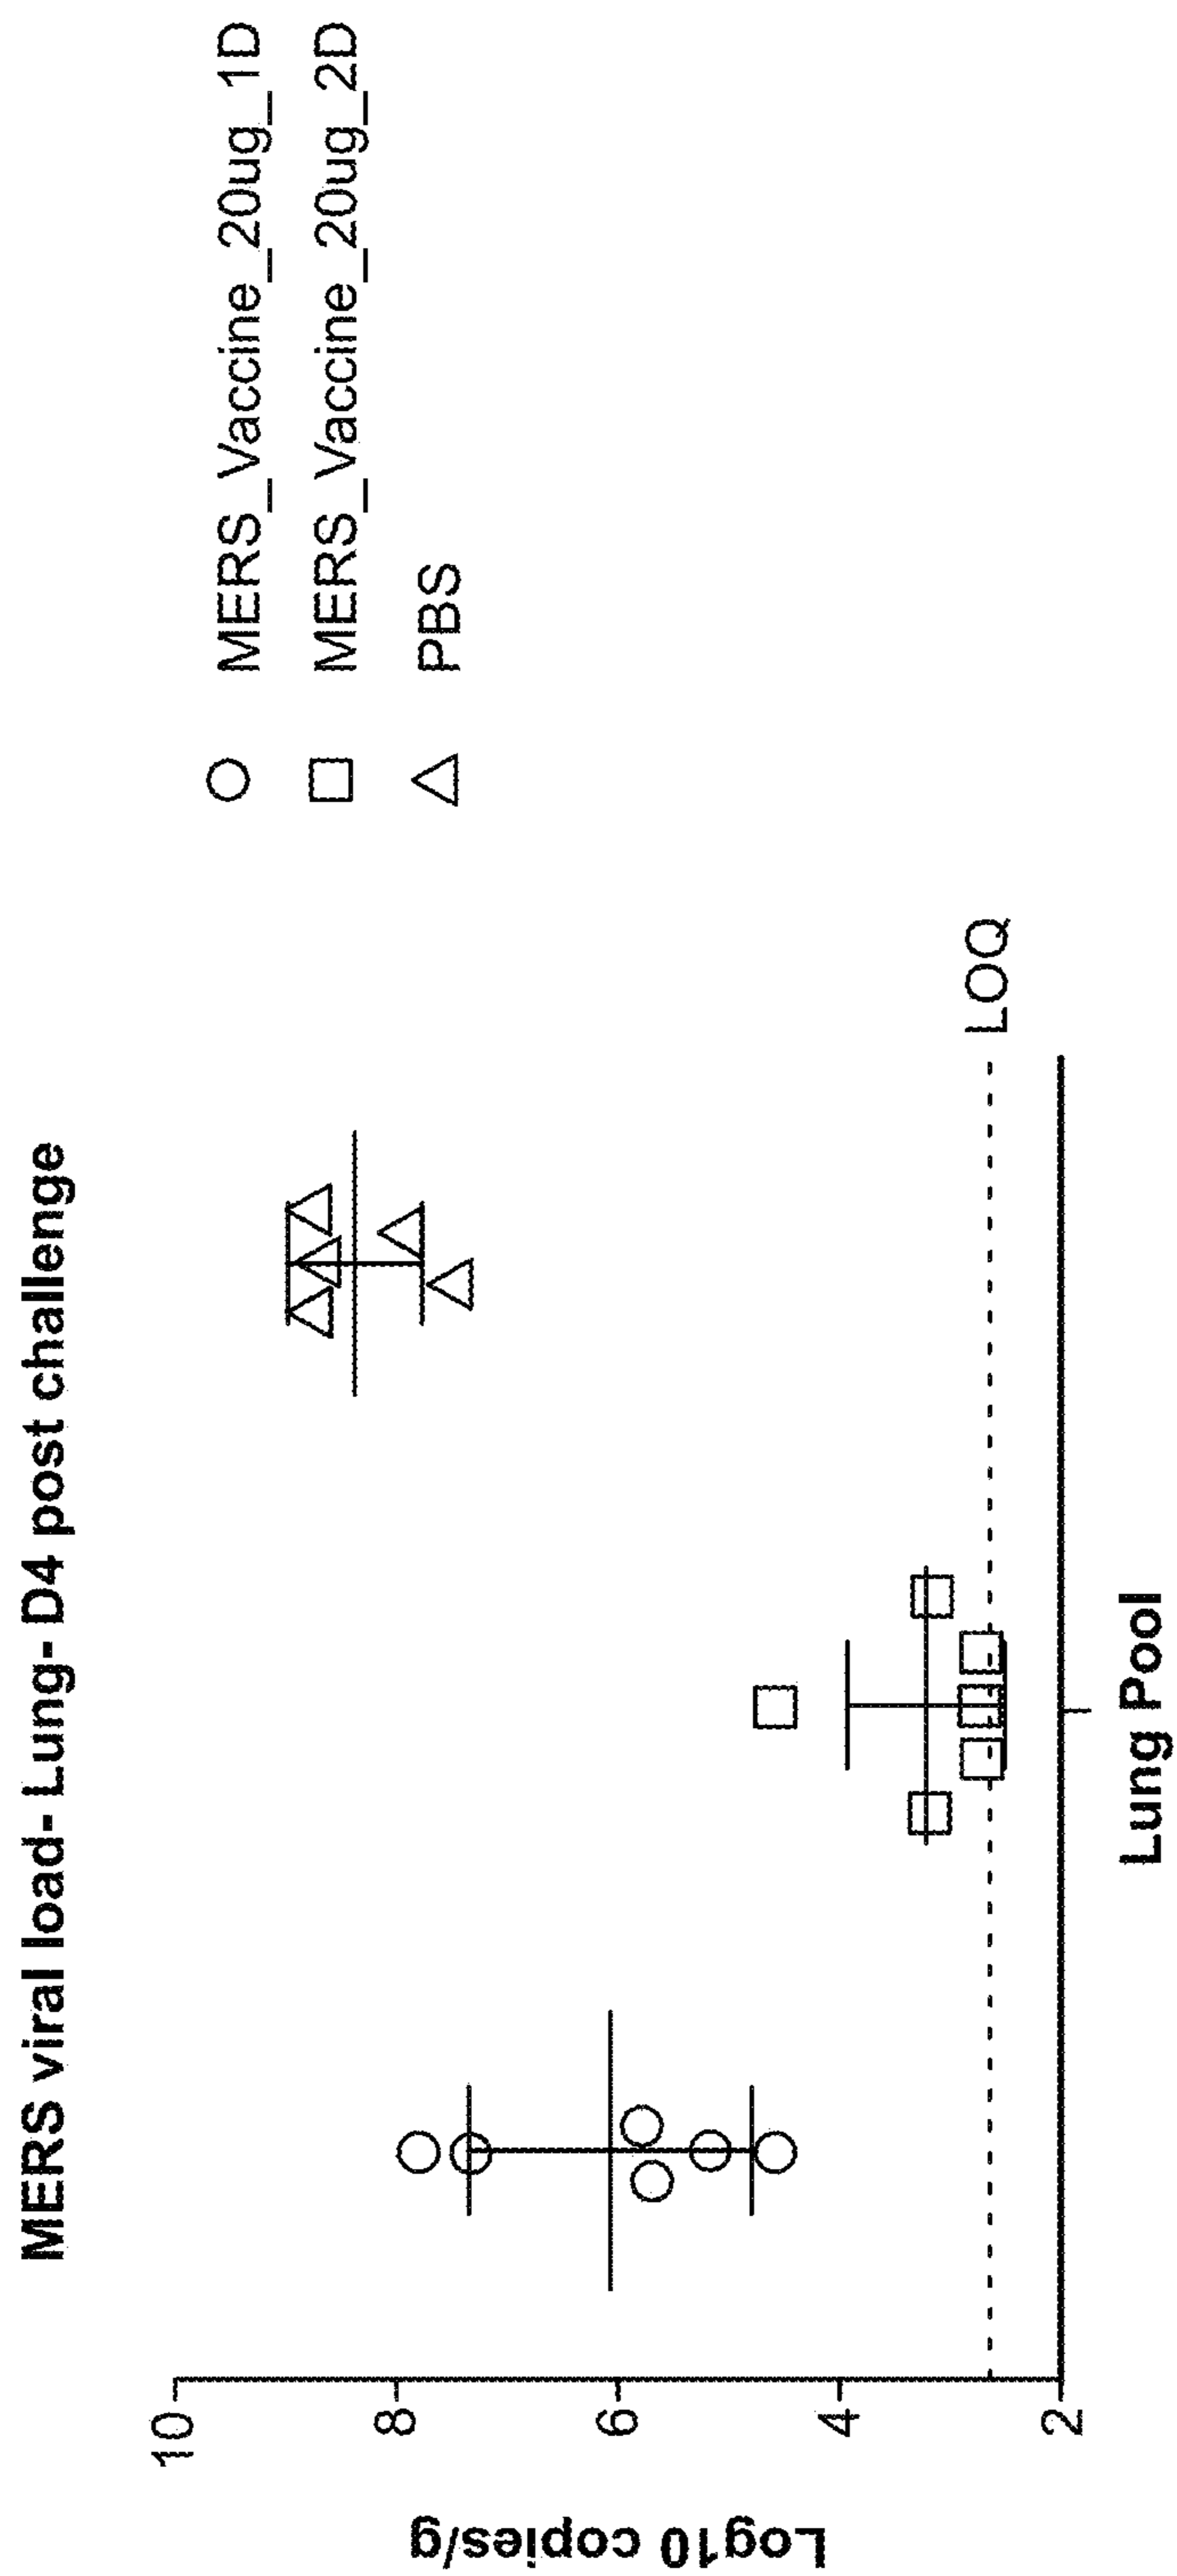 MERS viral load- Lung- D4 post challenge
MERS_Vaccine_20ug_1D
MERS_Vaccine_20ug_2D
PBS
Log10 copies/g
10
8
6
4
2
LOQ
Lung Pool